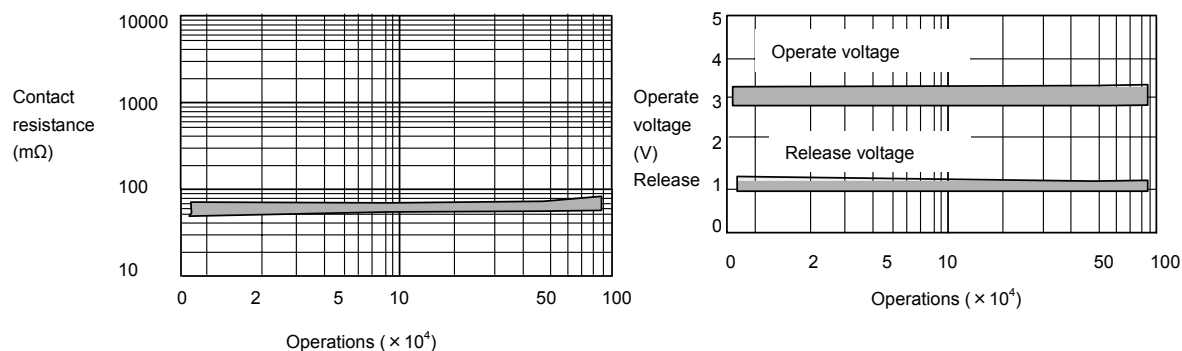 10000
1000
100
10
Contact
resistance
(mΩ)
0 2 5 10 50 100
Operations ( × 10⁴)
5
4
3
2
1
0
Operate voltage
Release voltage
Operate
voltage
(V)
Release
0 2 5 10 50 100
Operations ( × 10⁴)